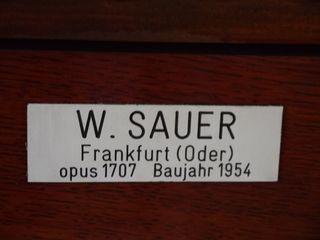 W. SAUER
Frankfurt (Oder)
opus 1707 Baujahr 1954